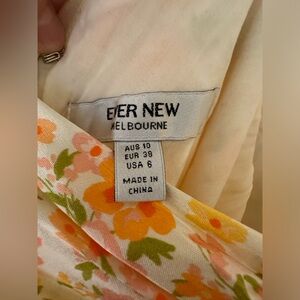 EVER NEW
MELBOURNE
AUS 10
EUR 38
USA 6
MADE IN
CHINA